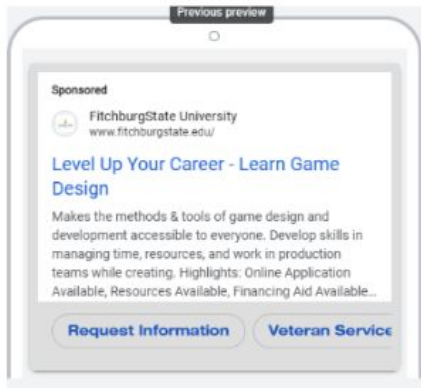 Previous preview
Sponsored
FitchburgState University
www.fitchburgstate.edu/
Level Up Your Career - Learn Game
Design
Makes the methods & tools of game design and
development accessible to everyone. Develop skills in
managing time, resources, and work in production
teams while creating. Highlights: Online Application
Available, Resources Available, Financing Aid Available...
Request Information
Veteran Service